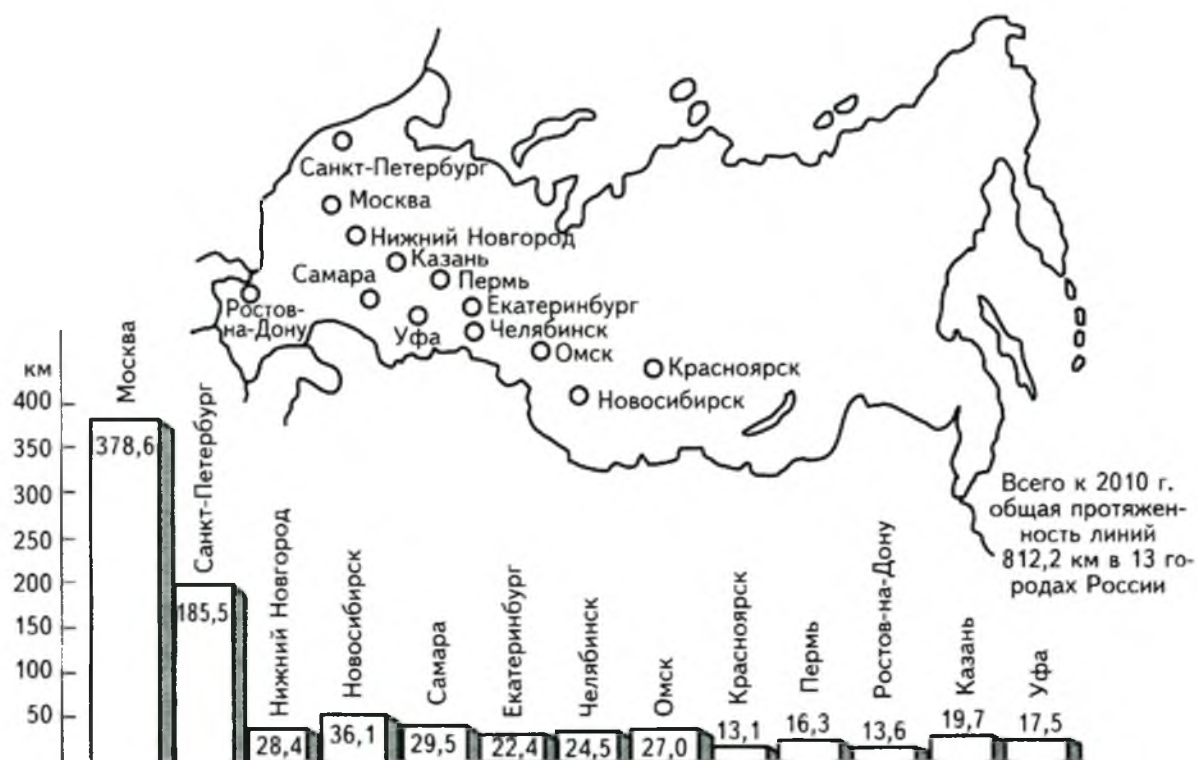 Санкт-Петербург
Москва
Нижний Новгород
Казань
Самара
Пермь
Ростов-
на-Дону
Екатеринбург
Уфа
Челябинск
Омск
Красноярск
Новосибирск
Всего к 2010 г.
общая протяжен-
ность линий
812,2 км в 13 го-
родах России
км
400
350
300
250
200
150
100
50
Москва
378,6
Санкт-Петербург
185,5
Нижний Новгород
28,4
Новосибирск
36,1
Самара
29,5
Екатеринбург
22,4
Челябинск
24,5
Омск
27,0
Красноярск
13,1
Пермь
16,3
Ростов-на-Дону
13,6
Казань
19,7
Уфа
17,5